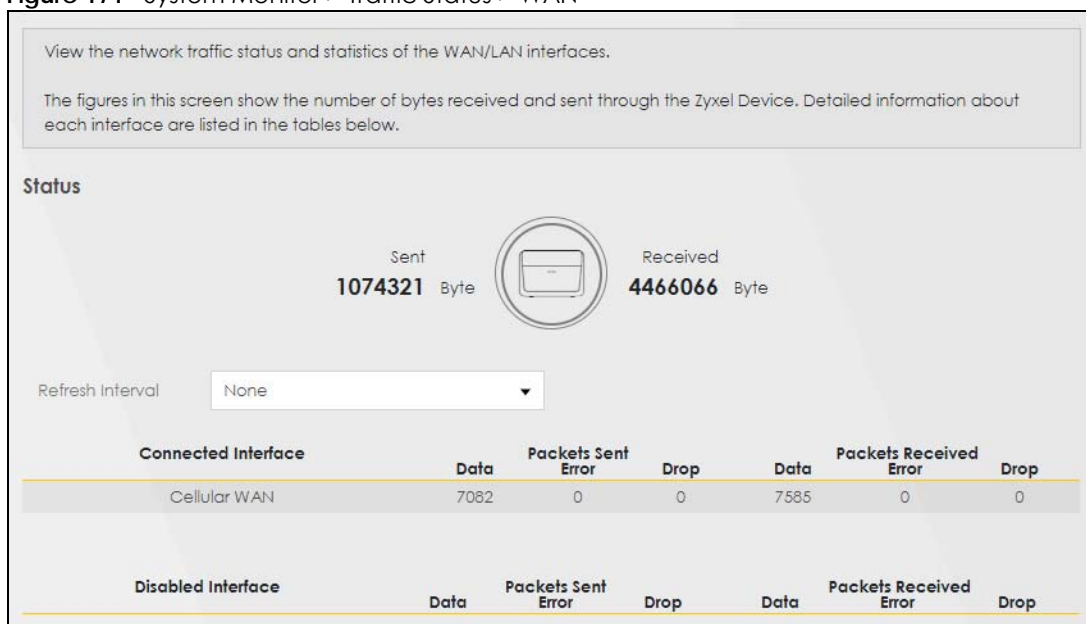 View the network traffic status and statistics of the WAN/LAN interfaces.
The figures in this screen show the number of bytes received and sent through the Zyxel Device. Detailed information about
each interface are listed in the tables below.
Status
Sent
1074321 Byte
Received
4466066 Byte
Refresh Interval None
Connected Interface Packets Sent Packets Received
Data Error Drop Data Error Drop
Cellular WAN 7082 0 0 7585 0 0
Disabled Interface Packets Sent Packets Received
Data Error Drop Data Error Drop